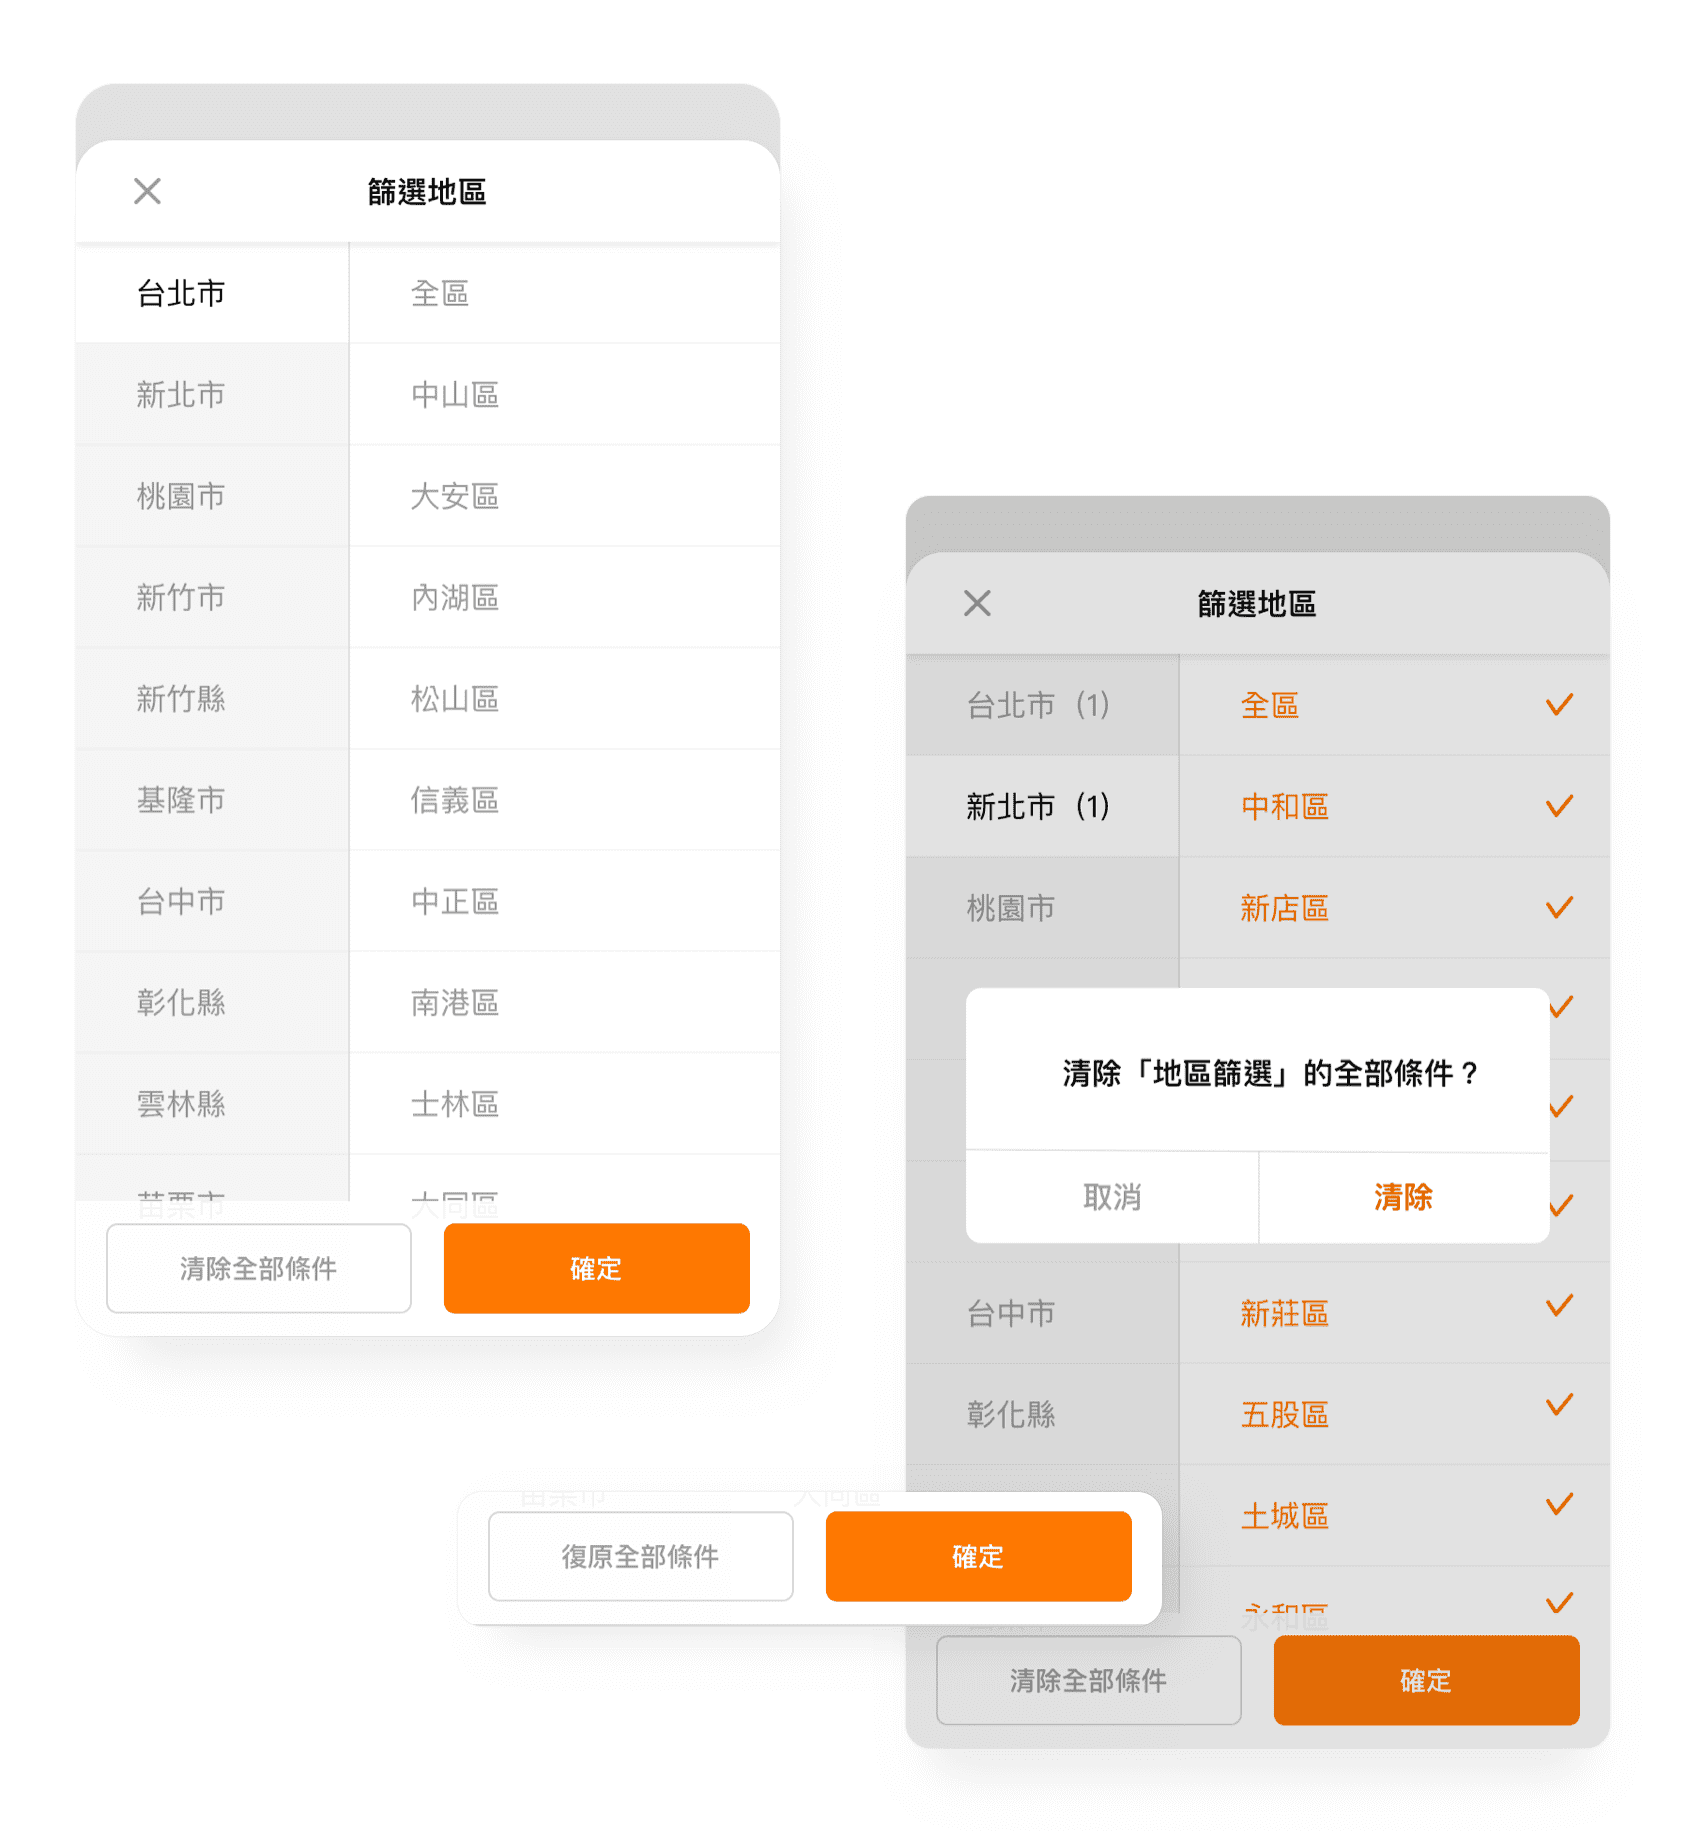 篩選地區
台北市 全區
新北市 中山區
桃園市 大安區
新竹市 內湖區
新竹縣 松山區
基隆市 信義區
台中市 中正區
彰化縣 南港區
雲林縣 士林區
苗栗市 大同區
清除全部條件 確定
篩選地區
台北市 (1) 全區
新北市 (1) 中和區
桃園市 新店區
清除「地區篩選」的全部條件？
取消 清除
台中市 新莊區
彰化縣 五股區
土城區
永和區
清除全部條件 確定
苗栗市 大同區
復原全部條件 確定